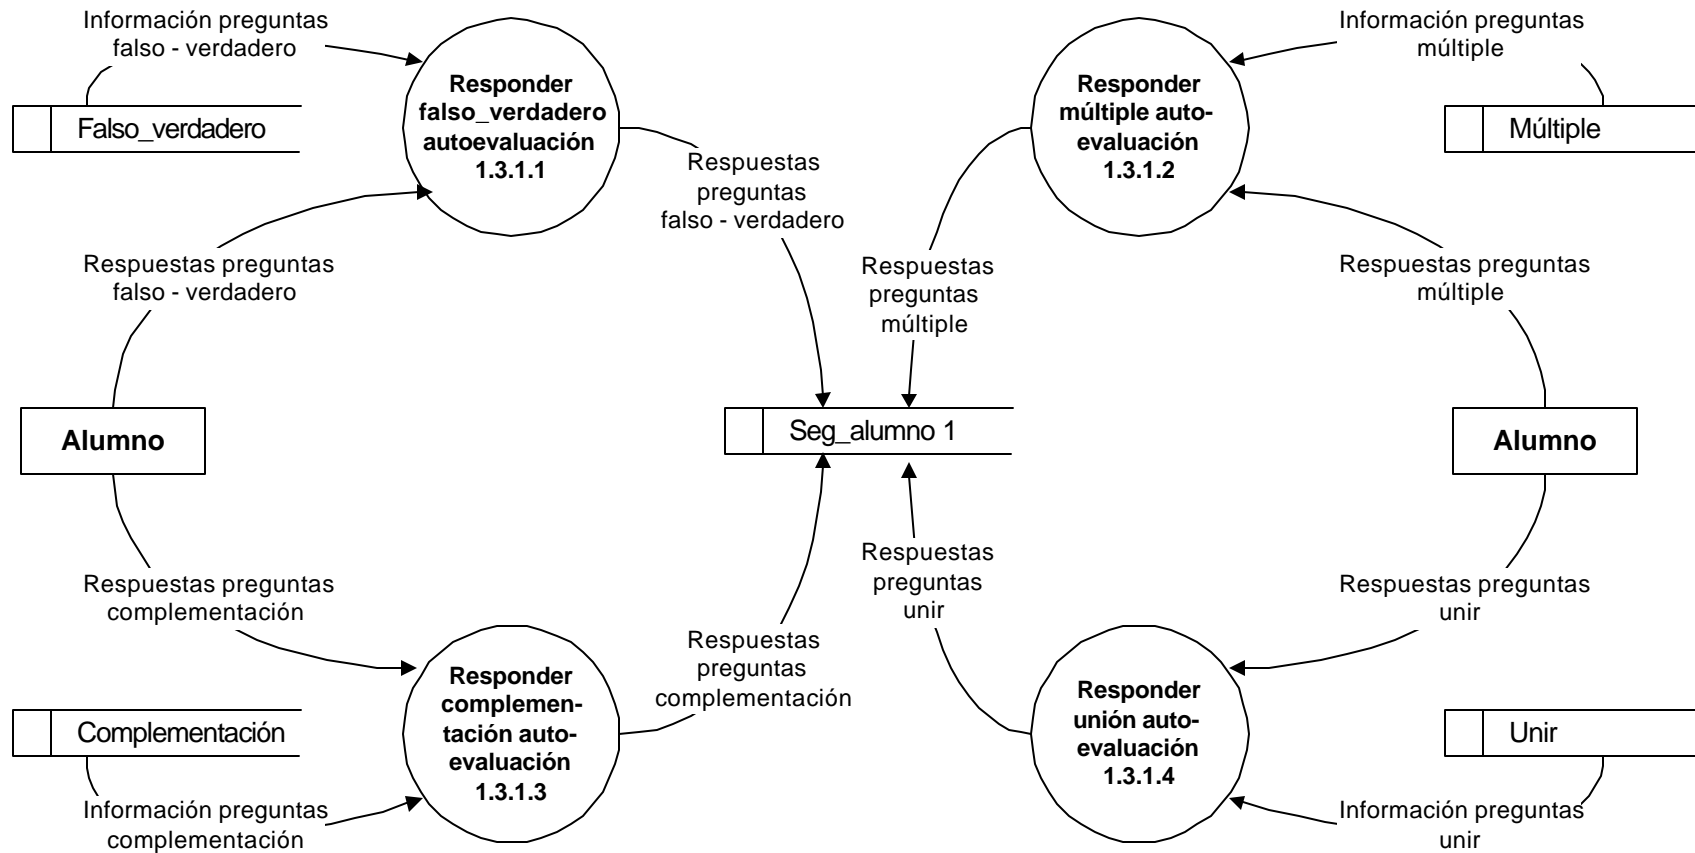 Información preguntas
falso - verdadero
Falso_verdadero
Responder
falso_verdadero
autoevaluación
1.3.1.1
Respuestas preguntas
falso - verdadero
Respuestas
preguntas
falso - verdadero
Responder
múltiple auto-
evaluación
1.3.1.2
Información preguntas
múltiple
Múltiple
Respuestas
preguntas
múltiple
Respuestas preguntas
múltiple
Alumno
Seg_alumno 1
Alumno
Respuestas preguntas
complementación
Complementación
Información preguntas
complementación
Responder
complemen-
tación auto-
evaluación
1.3.1.3
Respuestas
preguntas
complementación
Respuestas
preguntas
unir
Responder
unión auto-
evaluación
1.3.1.4
Respuestas preguntas
unir
Unir
Información preguntas
unir